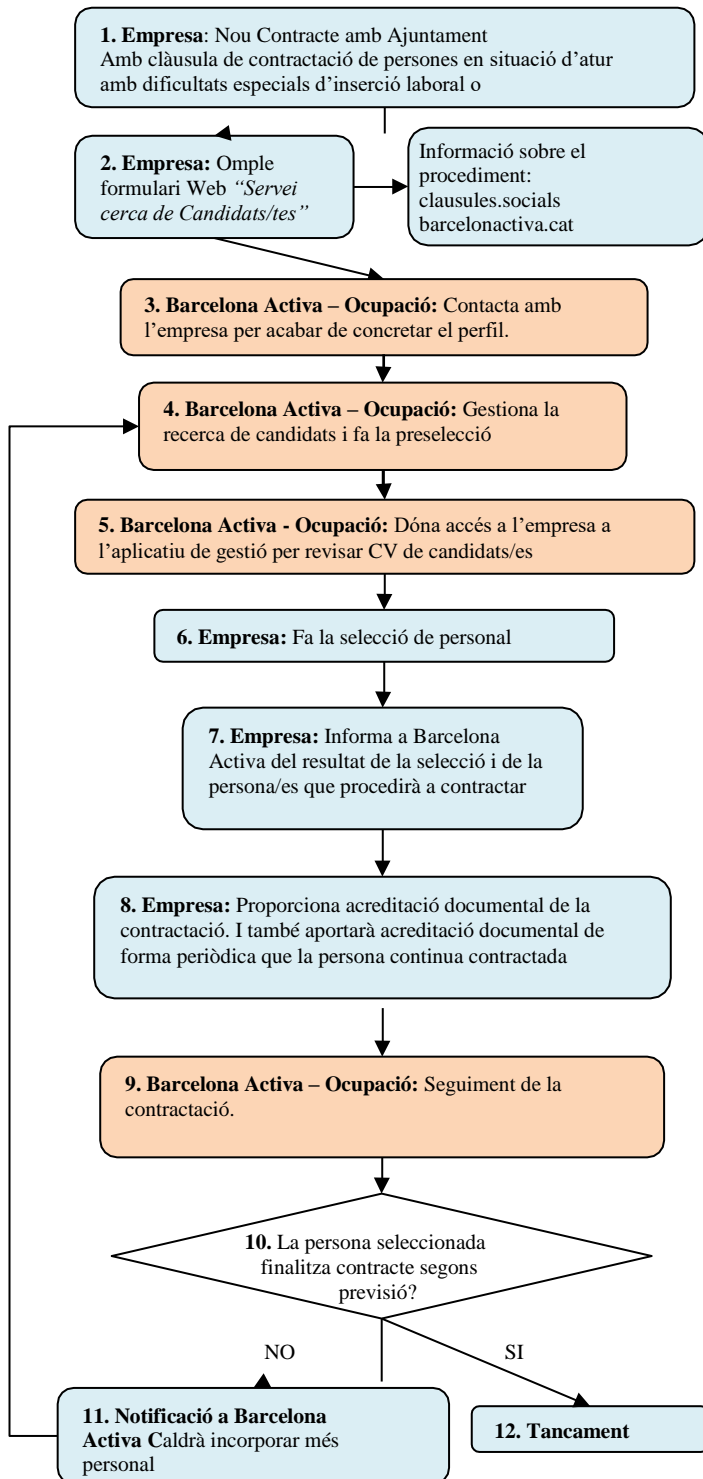 1. Empresa: Nou Contracte amb Ajuntament
Amb clàusula de contractació de persones en situació d’atur
amb dificultats especials d’inserció laboral o
2. Empresa: Omple
formulari Web “Servei
cerca de Candidats/tes”
Informació sobre el
procediment:
clausules.socials
barcelonactiva.cat
3. Barcelona Activa – Ocupació: Contacta amb
l’empresa per acabar de concretar el perfil.
4. Barcelona Activa – Ocupació: Gestiona la
recerca de candidats i fa la preselecció
5. Barcelona Activa - Ocupació: Dóna accés a l’empresa a
l’aplicatiu de gestió per revisar CV de candidats/es
6. Empresa: Fa la selecció de personal
7. Empresa: Informa a Barcelona
Activa del resultat de la selecció i de la
persona/es que procedirà a contractar
8. Empresa: Proporciona acreditació documental de la
contractació. I també aportarà acreditació documental de
forma periòdica que la persona continua contractada
9. Barcelona Activa – Ocupació: Seguiment de la
contractació.
10. La persona seleccionada
finalitza contracte segons
previsió?
NO
SI
11. Notificació a Barcelona
Activa Caldrà incorporar més
personal
12. Tancament